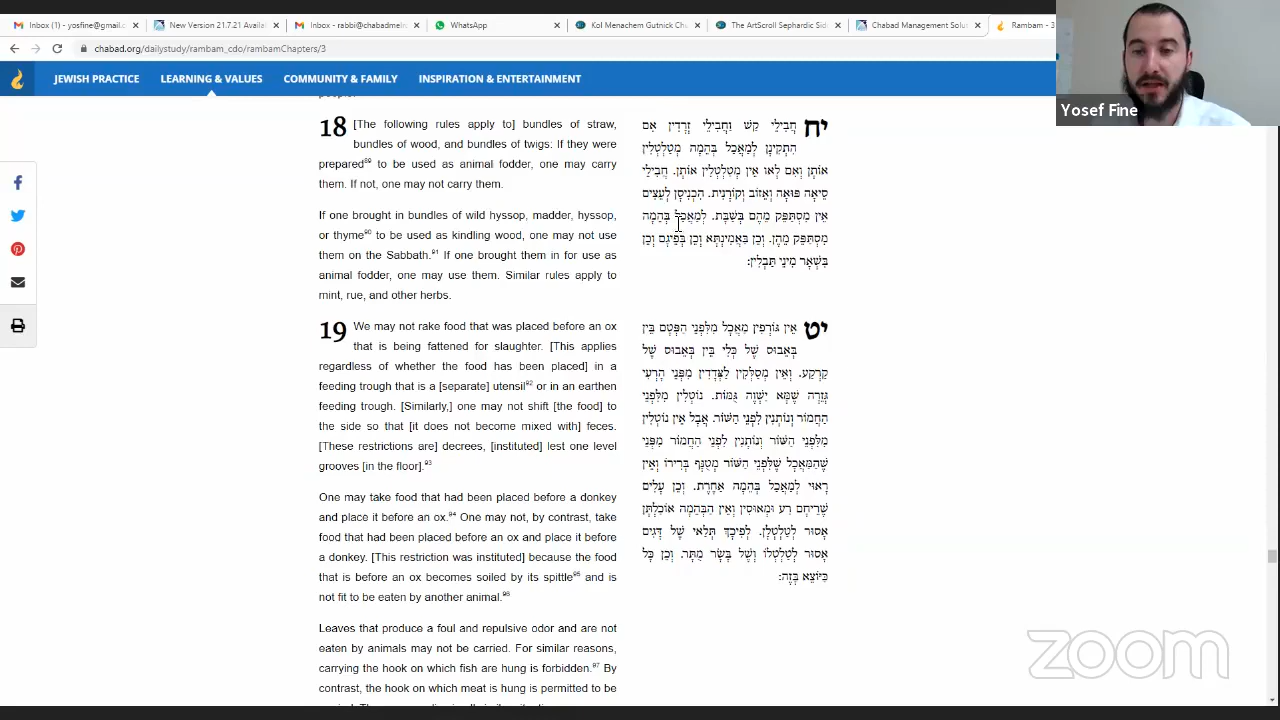 Inbox (1) - yosfine@gmail.c
New Version 21.7.21 Availa
Inbox - rabbi@chabadmein
WhatsApp
Kol Menachem Gutnick Ch
The ArtScroll Sephardic Sid
Chabad Management Solu
Rambam - 3
chabad.org/dailystudy/rambam_cdo/rambamChapters/3
Yosef Fine
JEWISH PRACTICE
LEARNING & VALUES
COMMUNITY & FAMILY
INSPIRATION & ENTERTAINMENT
people.
18 [The following rules apply to] bundles of straw,
bundles of wood, and bundles of twigs: If they were
prepared89 to be used as animal fodder, one may carry
them. If not, one may not carry them.
If one brought in bundles of wild hyssop, madder, hyssop,
or thyme90 to be used as kindling wood, one may not use
them on the Sabbath.91 If one brought them in for use as
animal fodder, one may use them. Similar rules apply to
mint, rue, and other herbs.
יח חֲבִילֵי קַשׁ וַחֲבִילֵי זְרָדִין אִם
הִתְקִינָן לְמַאֲכַל בְּהֵמָה מְטַלְטְלִין
אוֹתָן וְאִם לָאו אֵין מְטַלְטְלִין אוֹתָן. חֲבִילֵי
סֵיאָה פּוּאָה וְאֵזוֹב וְקוּרְנִית. הִכְנִיסָן לְעֵצִים
אֵין מִסְתַּפֵּק מֵהֶם בְּשַׁבָּת. לְמַאֲכַל בְּהֵמָה
מִסְתַּפֵּק מֵהֶן. וְכֵן בַּאֲמִינְתָּא וְכֵן בְּפֵיגָם וְכֵן
בִּשְׁאָר מִינֵי תַּבְלִין:
19 We may not rake food that was placed before an ox
that is being fattened for slaughter. [This applies
regardless of whether the food has been placed] in a
feeding trough that is a [separate] utensil92 or in an earthen
feeding trough. [Similarly,] one may not shift [the food] to
the side so that [it does not become mixed with] feces.
[These restrictions are] decrees, [instituted] lest one level
grooves [in the floor].93
One may take food that had been placed before a donkey
and place it before an ox.94 One may not, by contrast, take
food that had been placed before an ox and place it before
a donkey. [This restriction was instituted] because the food
that is before an ox becomes soiled by its spittle95 and is
not fit to be eaten by another animal.96
Leaves that produce a foul and repulsive odor and are not
eaten by animals may not be carried. For similar reasons,
carrying the hook on which fish are hung is forbidden.97 By
contrast, the hook on which meat is hung is permitted to be
יט אֵין גּוֹרְפִין מַאֲכָל מִלִּפְנֵי הַפְּטָם בֵּין
בְּאֵבוּס שֶׁל כְּלִי בֵּין בְּאֵבוּס שֶׁל
קַרְקַע. וְאֵין מְסַלְּקִין לַצְּדָדִין מִפְּנֵי הָרְעִי
גְּזֵרָה שֶׁמָּא יַשְׁוֶה גֻּמּוֹת. נוֹטְלִין מִלִּפְנֵי
הַחֲמוֹר וְנוֹתְנִין לִפְנֵי הַשּׁוֹר. אֲבָל אֵין נוֹטְלִין
מִלִּפְנֵי הַשּׁוֹר וְנוֹתְנִין לִפְנֵי הַחֲמוֹר מִפְּנֵי
שֶׁהַמַּאֲכָל שֶׁלִּפְנֵי הַשּׁוֹר מְטֻנָּף בְּרִירוֹ וְאֵין
רָאוּי לְמַאֲכַל בְּהֵמָה אַחֶרֶת. וְכֵן עָלִים
שֶׁרֵיחָם רַע וּמְאוּסִין וְאֵין הַבְּהֵמָה אוֹכַלְתָּן
אָסוּר לְטַלְטְלָן. לְפִיכָךְ תְּלַאי שֶׁל דָּגִים
אָסוּר לְטַלְטְלוֹ וְשֶׁל בָּשָׂר מֻתָּר. וְכֵן כָּל
כַּיּוֹצֵא בָּזֶה:
zoom